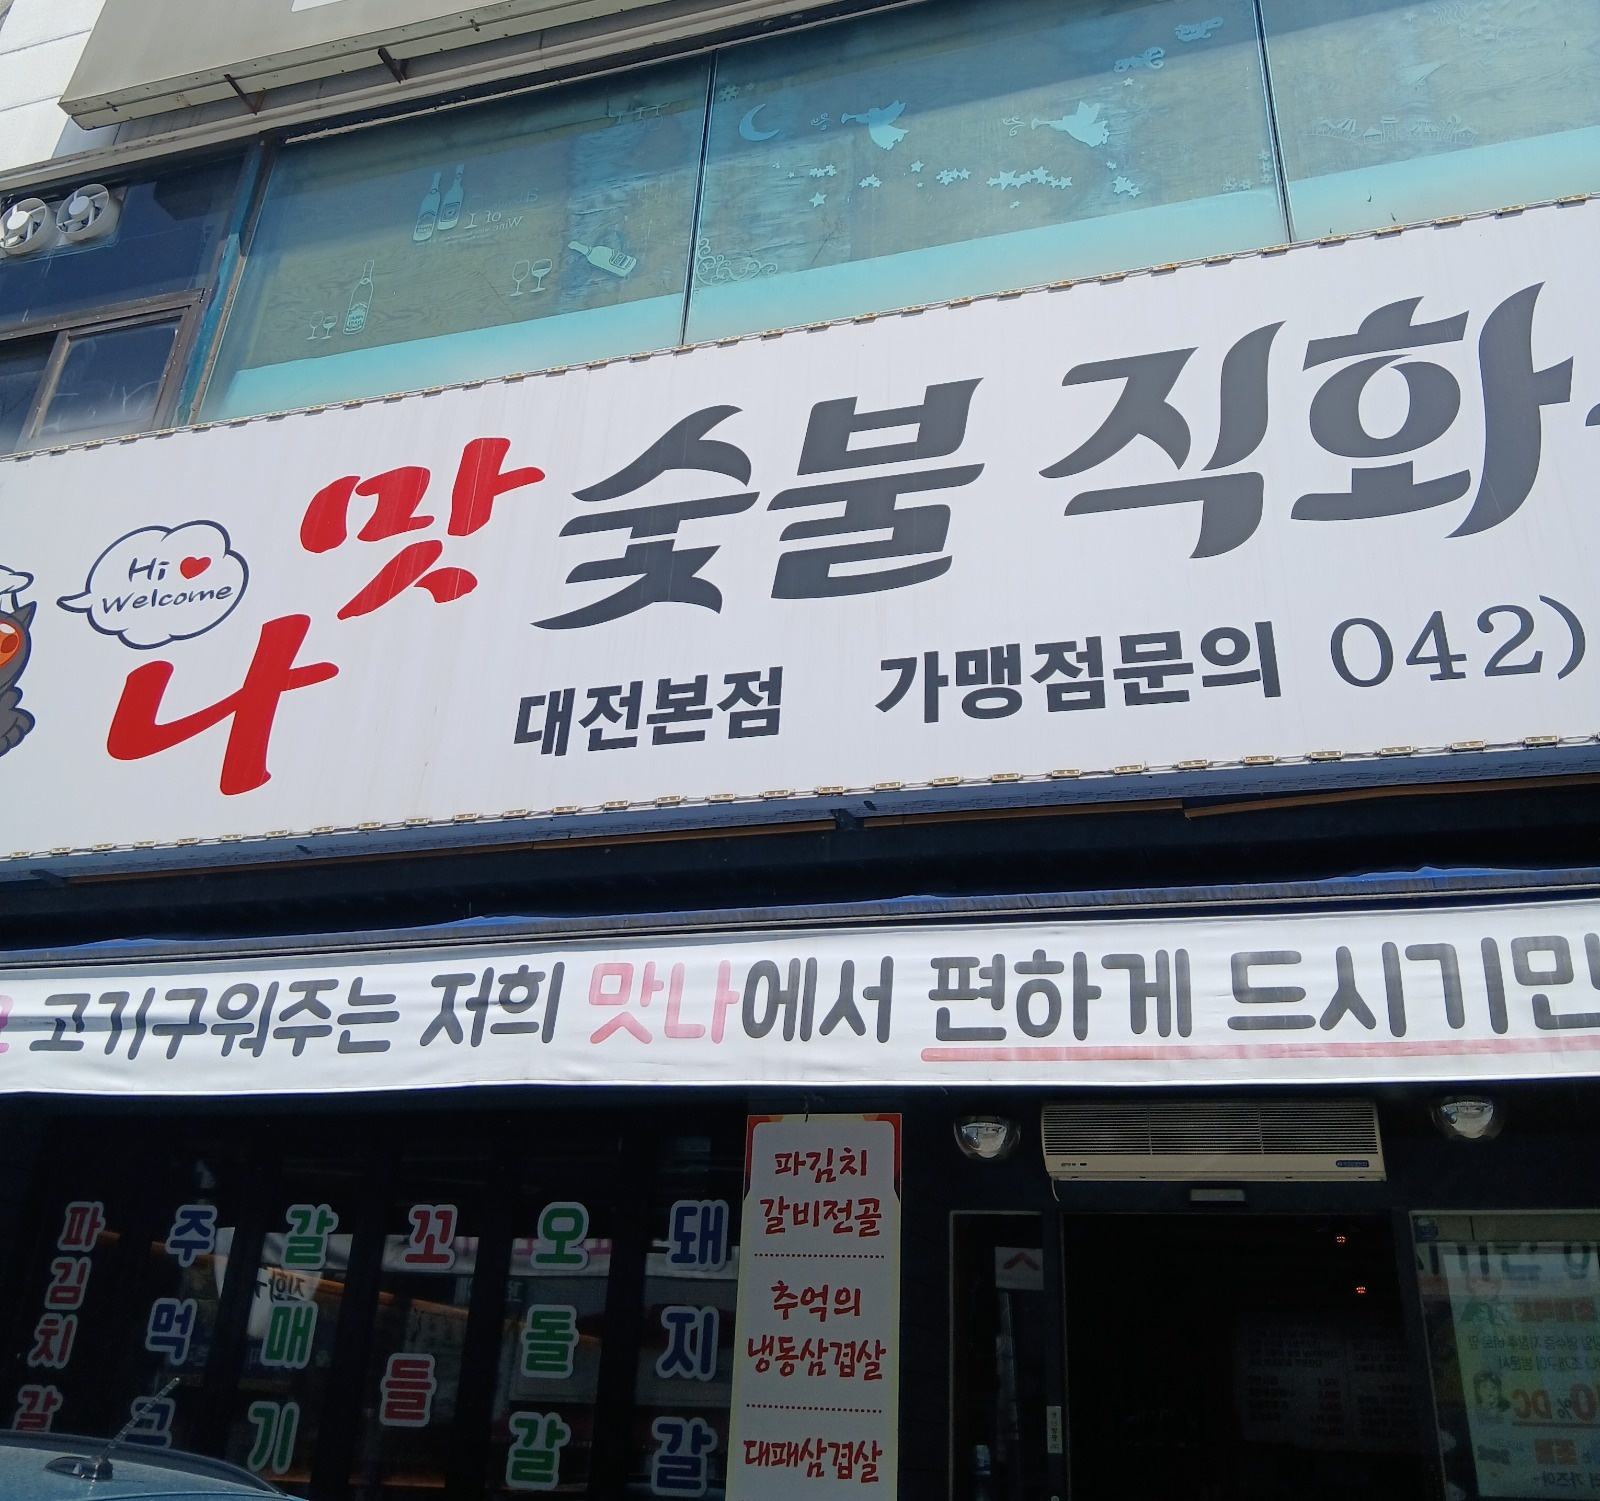 Hi
Welcome
맛나 숯불 직화
대전본점 가맹점문의 042)
고기구워주는 저희 맛나에서 편하게 드시기만
파김치갈
주먹고
갈매기
꼬들
오돌갈
돼지갈
파김치
갈비전골
추억의
냉동삼겹살
대패삼겹살